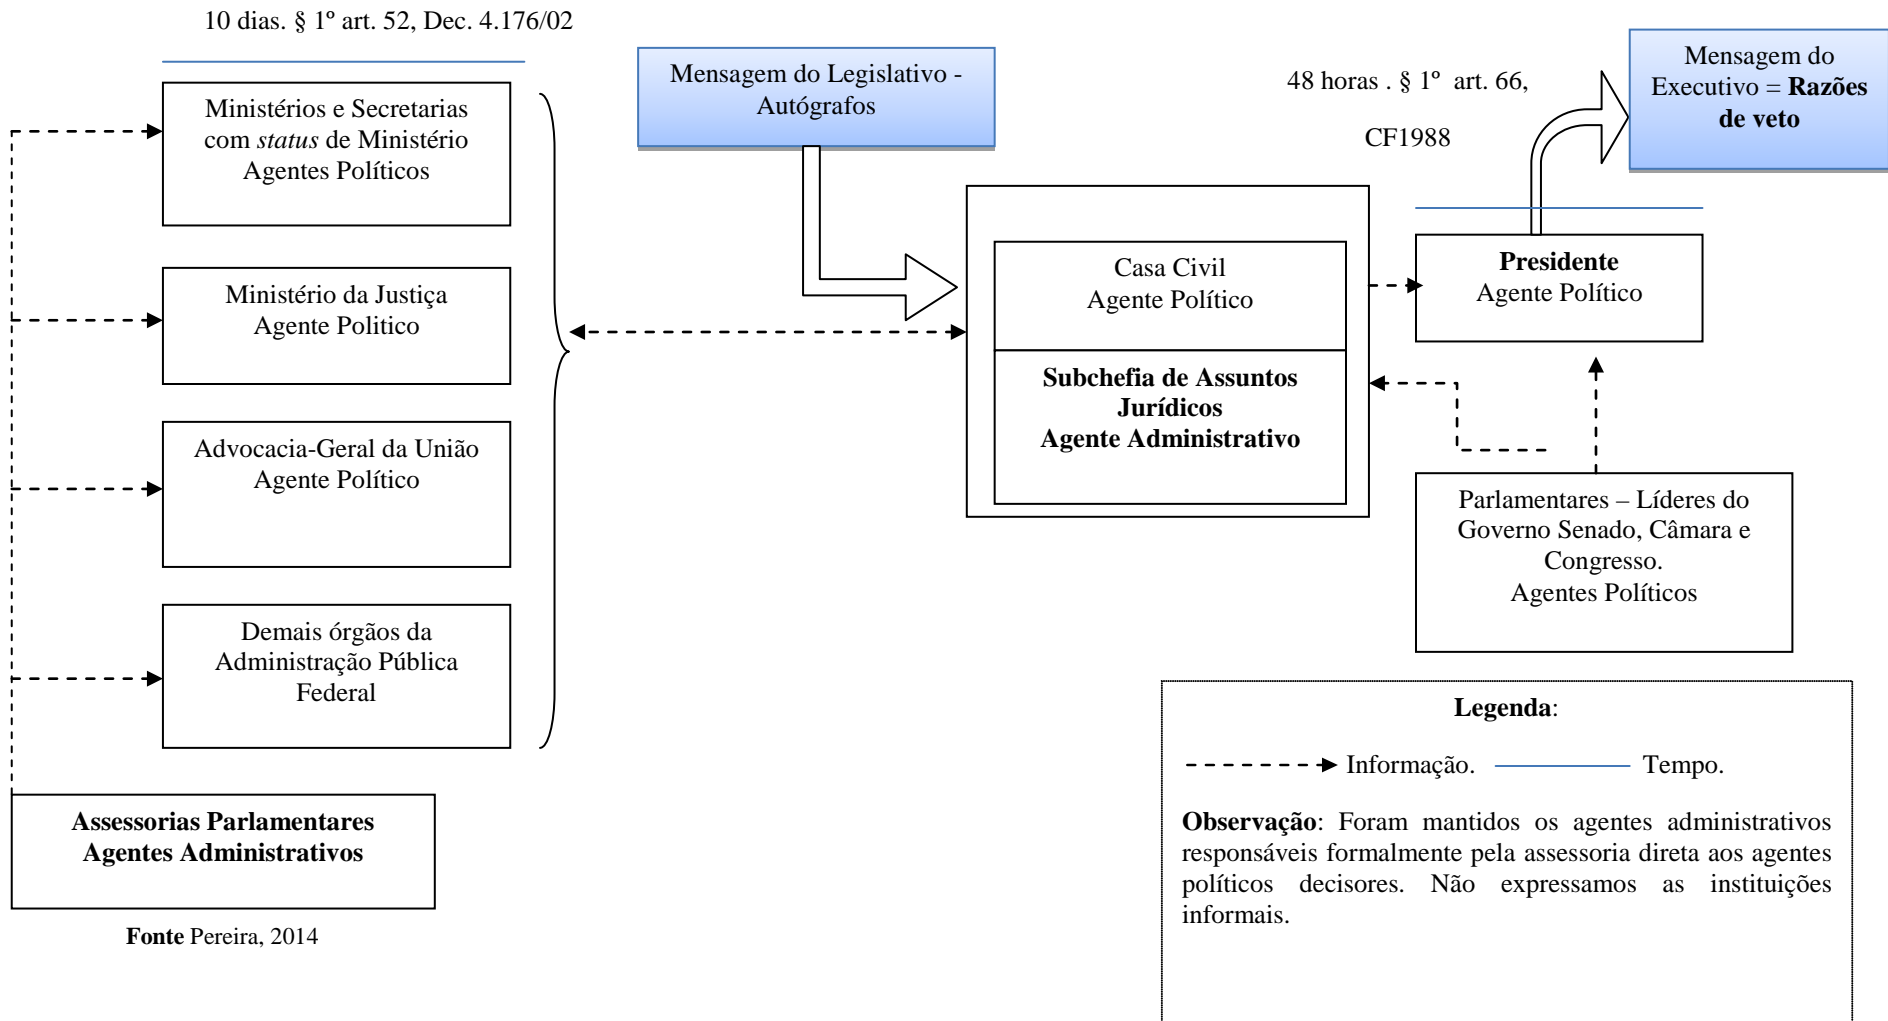 10 dias. § 1º art. 52, Dec. 4.176/02
Mensagem do Legislativo -
Autógrafos
48 horas . § 1º  art. 66,
CF1988
Mensagem do
Executivo = Razões
de veto
Ministérios e Secretarias
com status de Ministério
Agentes Políticos
Ministério da Justiça
Agente Politico
Advocacia-Geral da União
Agente Político
Demais órgãos da
Administração Pública
Federal
Assessorias Parlamentares
Agentes Administrativos
Fonte Pereira, 2014
Casa Civil
Agente Político
Subchefia de Assuntos
Jurídicos
Agente Administrativo
Presidente
Agente Político
Parlamentares – Líderes do
Governo Senado, Câmara e
Congresso.
Agentes Políticos
Legenda:
Informação. Tempo.
Observação: Foram mantidos os agentes administrativos
responsáveis formalmente pela assessoria direta aos agentes
políticos decisores. Não expressamos as instituições
informais.